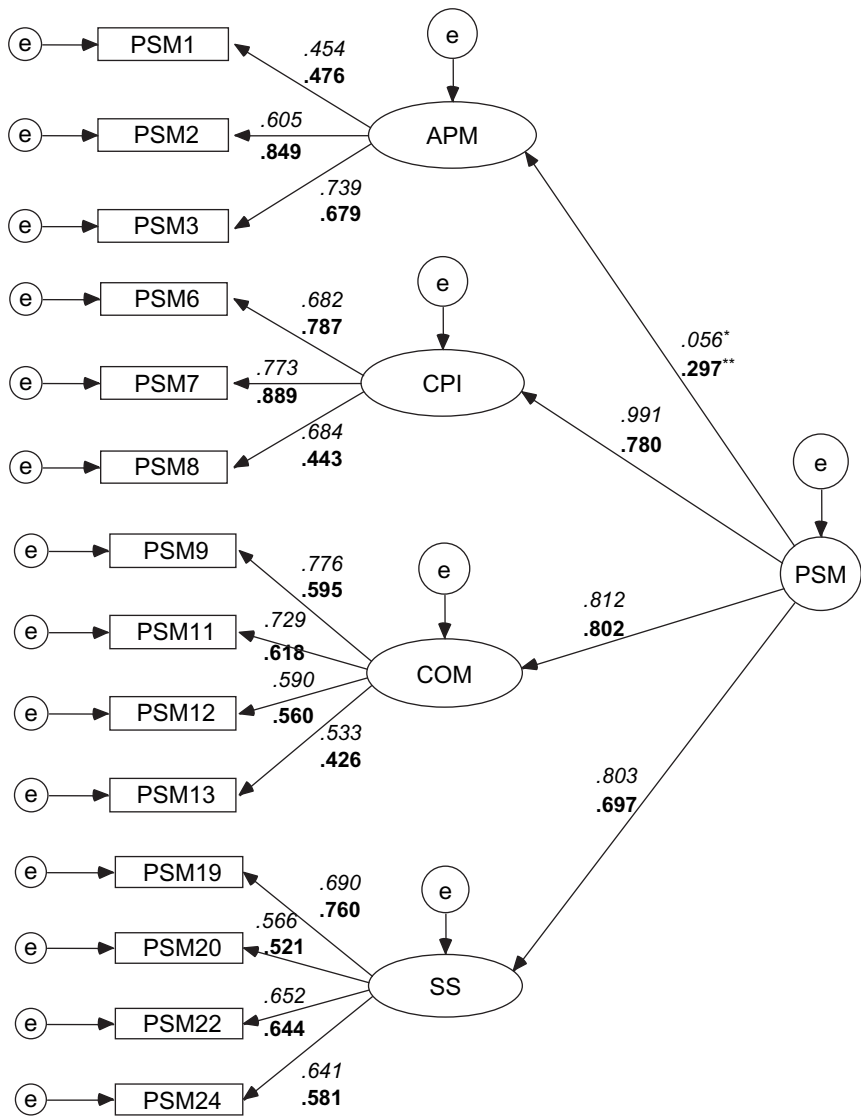 e
PSM1
.454
.476
e
e
PSM2
.605
.849
APM
e
PSM3
.739
.679
e
PSM6
.682
.787
e
e
PSM7
.773
.889
CPI
e
PSM8
.684
.443
.056*
.297**
.991
.780
e
PSM
e
PSM9
.776
.595
e
e
PSM11
.729
.618
COM
.812
.802
e
PSM12
.590
.560
e
PSM13
.533
.426
.803
.697
e
PSM19
.690
.760
e
e
PSM20
.566
.521
SS
e
PSM22
.652
.644
e
PSM24
.641
.581